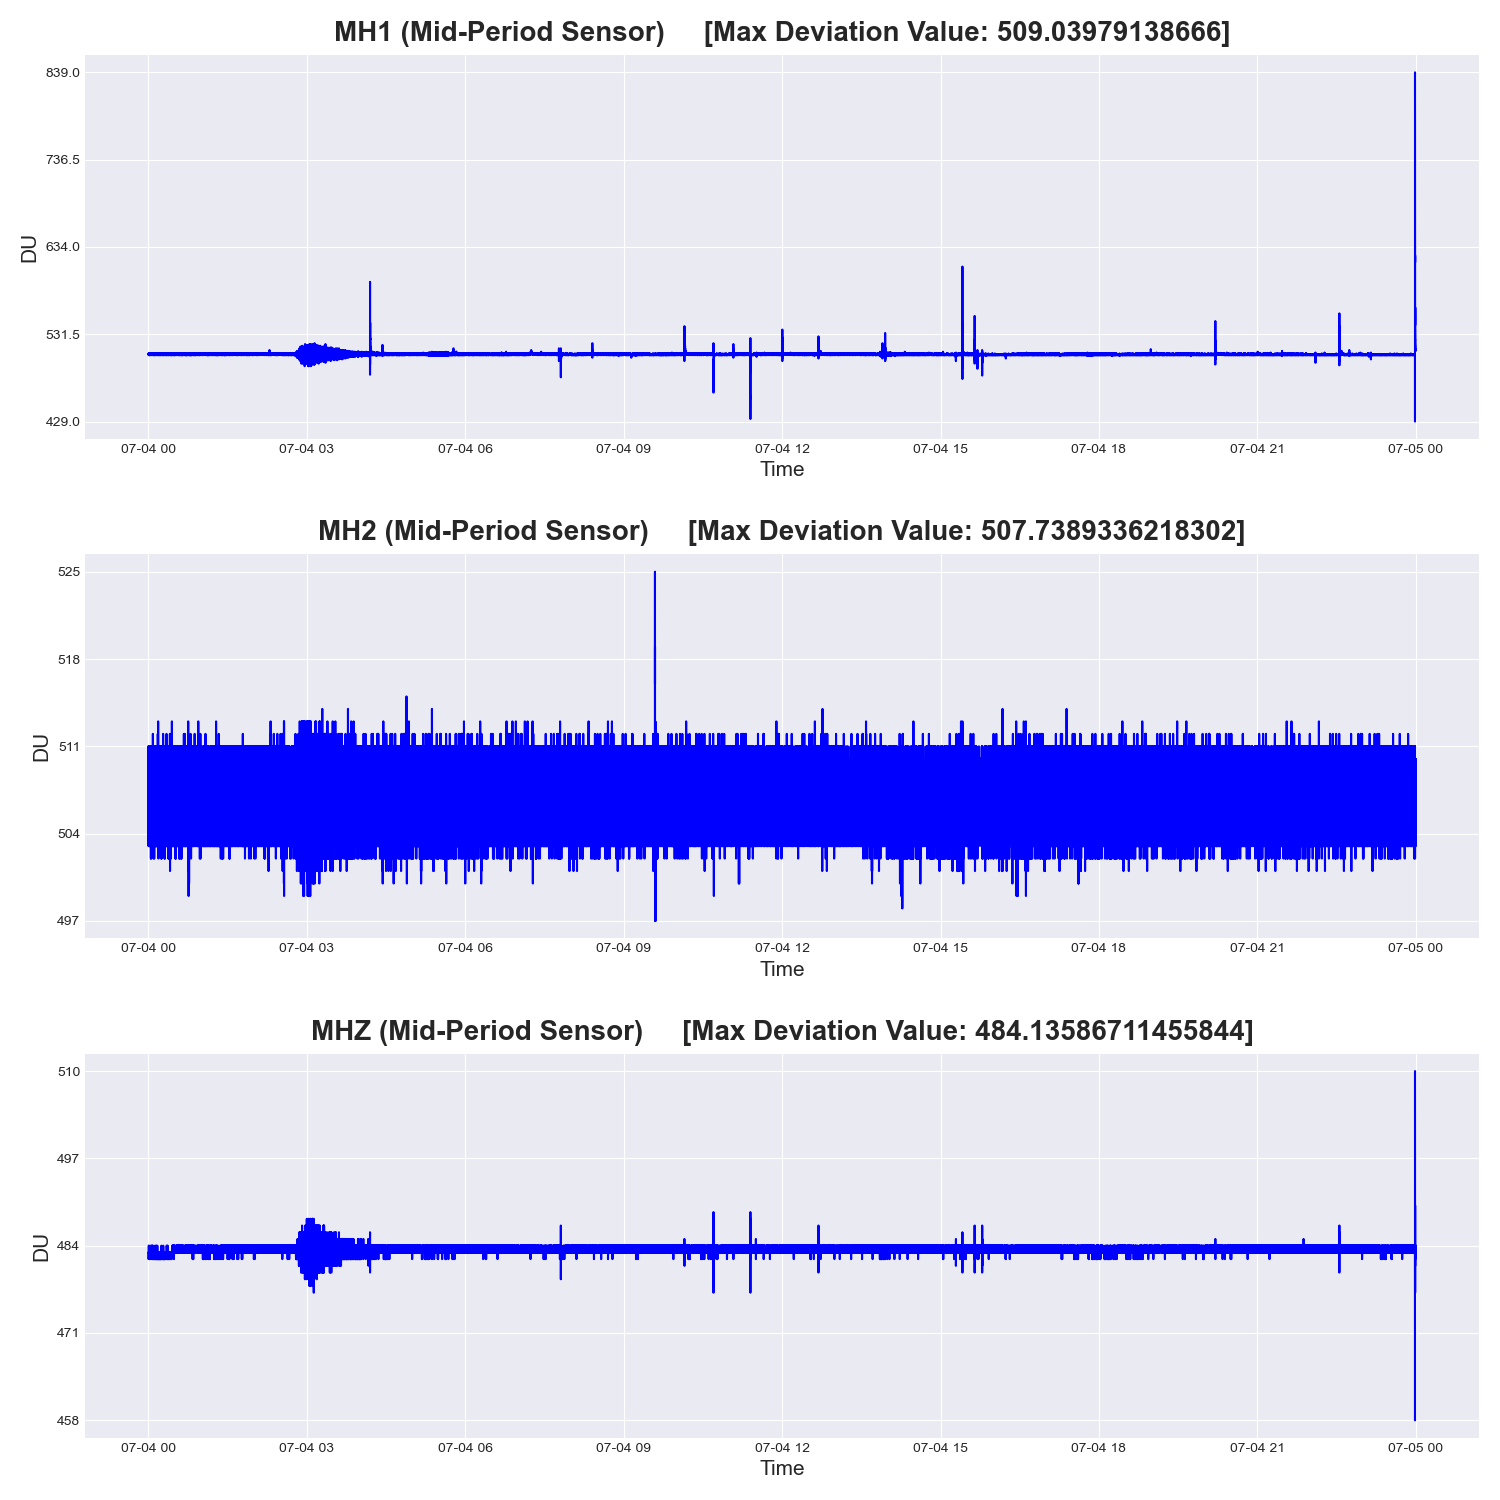 MH1 (Mid-Period Sensor) [Max Deviation Value: 509.03979138666]
839.0
736.5
634.0
531.5
429.0
DU
07-04 00 07-04 03 07-04 06 07-04 09 07-04 12 07-04 15 07-04 18 07-04 21 07-05 00
Time
MH2 (Mid-Period Sensor) [Max Deviation Value: 507.7389336218302]
525
518
511
504
497
DU
07-04 00 07-04 03 07-04 06 07-04 09 07-04 12 07-04 15 07-04 18 07-04 21 07-05 00
Time
MHZ (Mid-Period Sensor) [Max Deviation Value: 484.13586711455844]
510
497
484
471
458
DU
07-04 00 07-04 03 07-04 06 07-04 09 07-04 12 07-04 15 07-04 18 07-04 21 07-05 00
Time